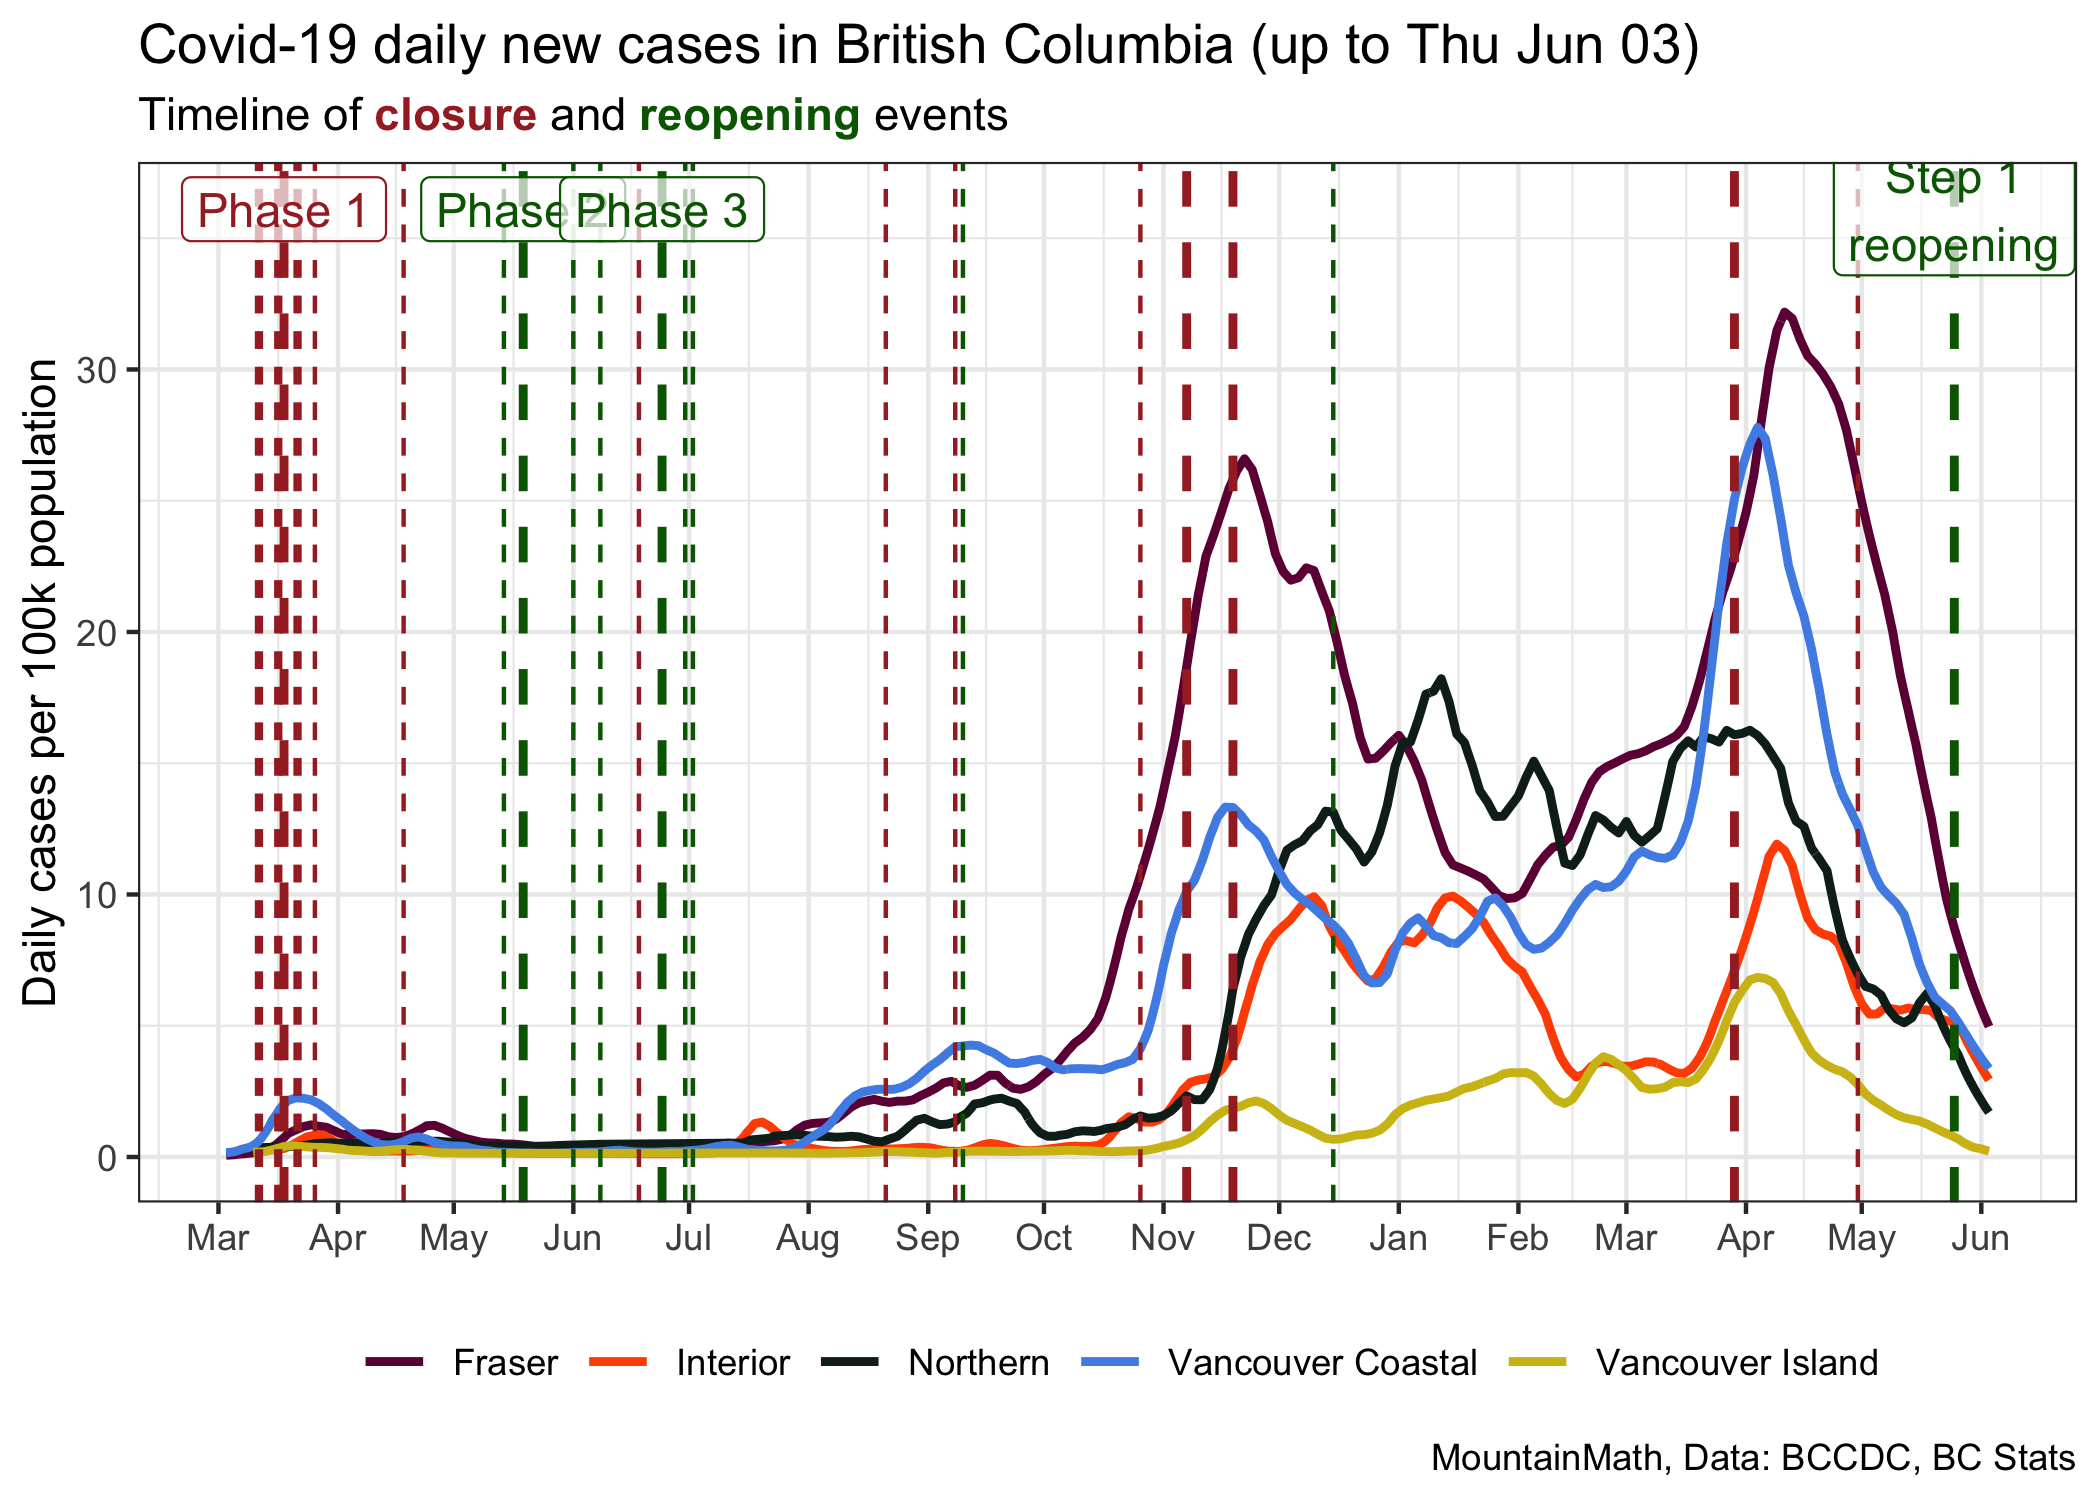 Covid-19 daily new cases in British Columbia (up to Thu Jun 03)
Timeline of closure and reopening events
Phase 1
Phase 2
Phase 3
Step 1
reopening
Daily cases per 100k population
30
20
10
0
Mar Apr May Jun Jul Aug Sep Oct Nov Dec Jan Feb Mar Apr May Jun
Fraser Interior Northern Vancouver Coastal Vancouver Island
MountainMath, Data: BCCDC, BC Stats